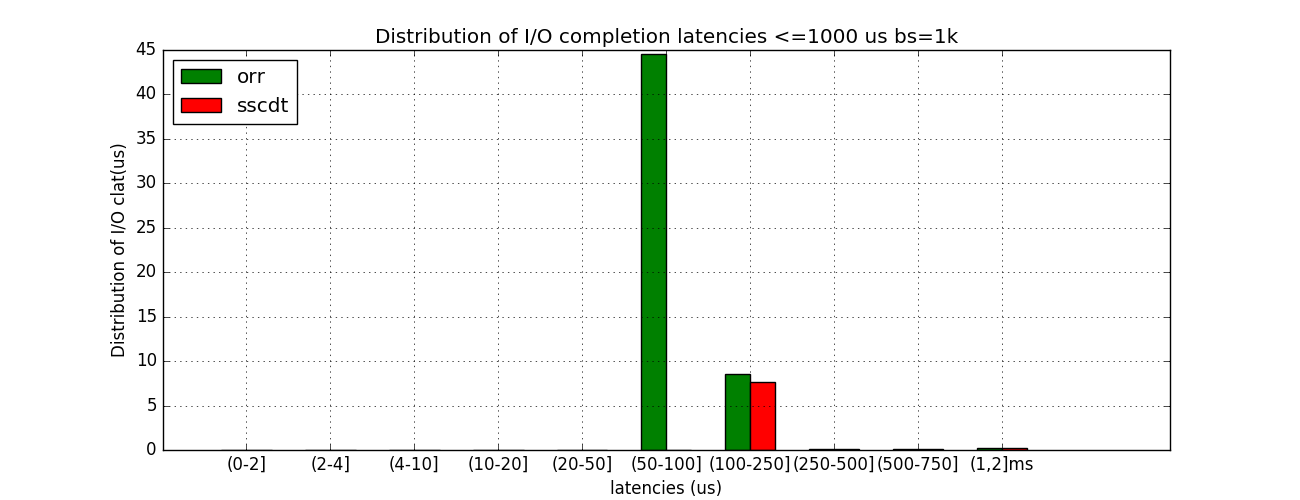 Distribution of I/O completion latencies <=1000 us bs=1k
orr
sscdt
Distribution of I/O clat(us)
45
40
35
30
25
20
15
10
5
0
(0-2] (2-4] (4-10] (10-20] (20-50] (50-100] (100-250] (250-500] (500-750] (1,2]ms
latencies (us)